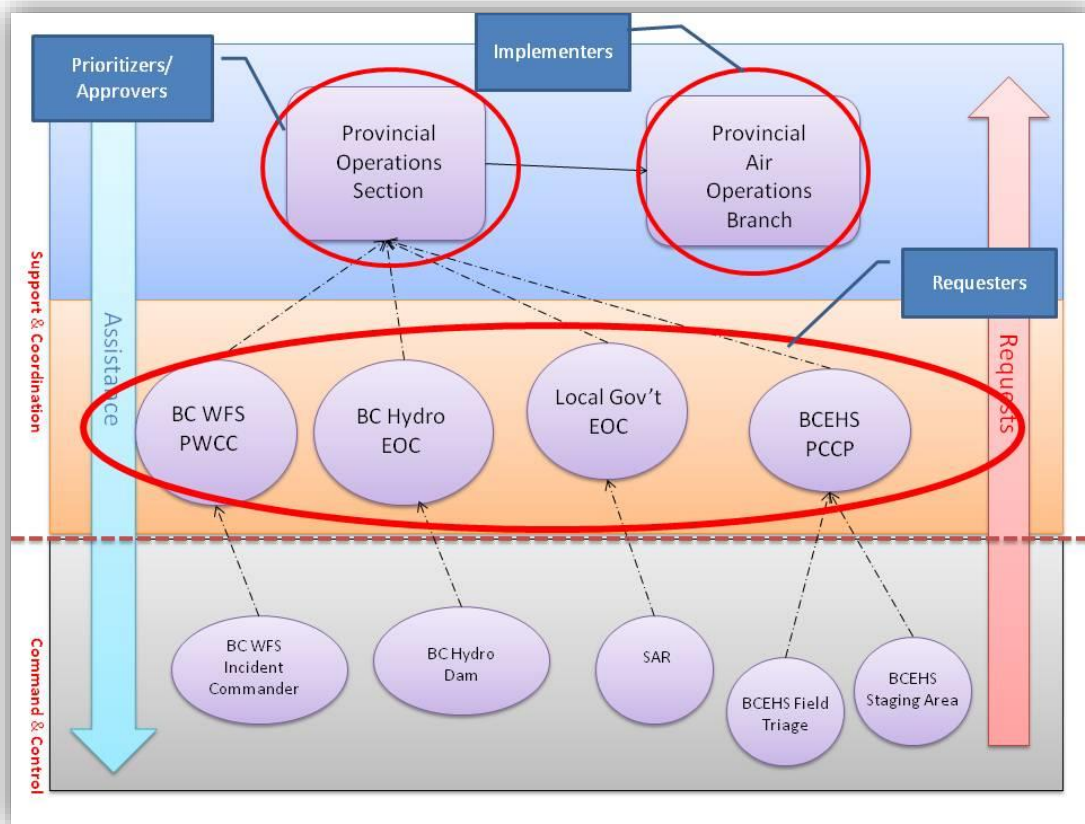 Prioritizers/
Approvers
Implementers
Provincial
Operations
Section
Provincial
Air
Operations
Branch
Requesters
Support & Coordination
Assistance
Requests
BC WFS
PWCC
BC Hydro
EOC
Local Gov't
EOC
BCEHS
PCCP
Command & Control
BC WFS
Incident
Commander
BC Hydro
Dam
SAR
BCEHS Field
Triage
BCEHS
Staging Area